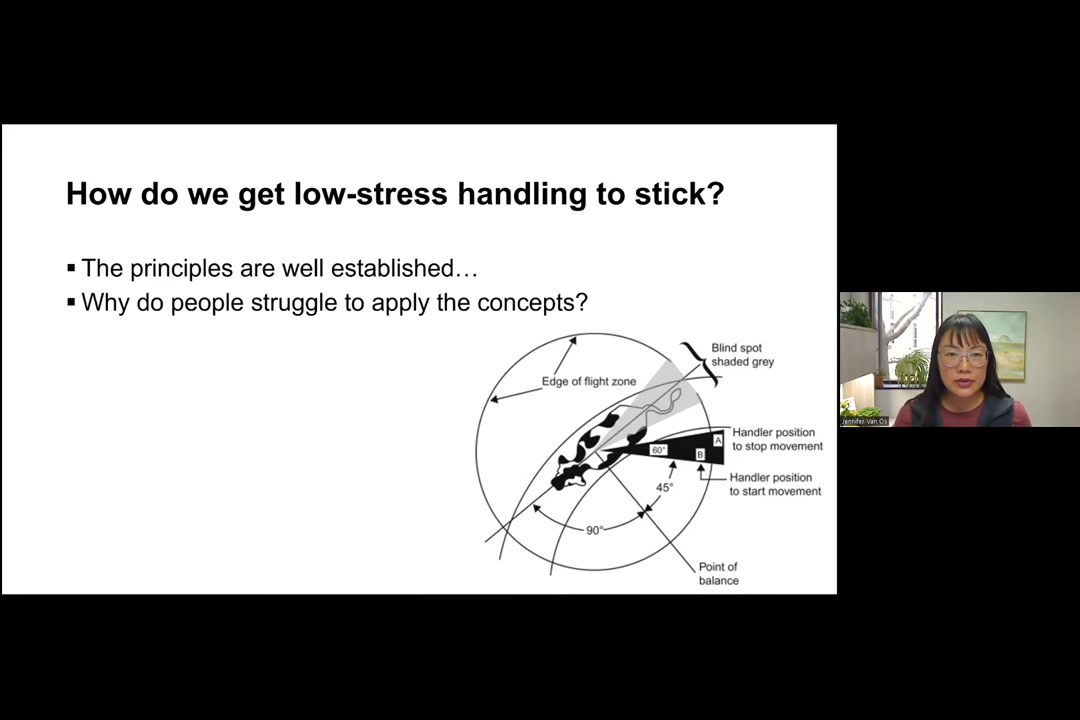 How do we get low-stress handling to stick?
▪ The principles are well established…
▪ Why do people struggle to apply the concepts?
Blind spot
shaded grey
Edge of flight zone
Handler position
to stop movement
A
60°
B
Handler position
to start movement
45°
90°
Point of
balance
Jennifer Van Os